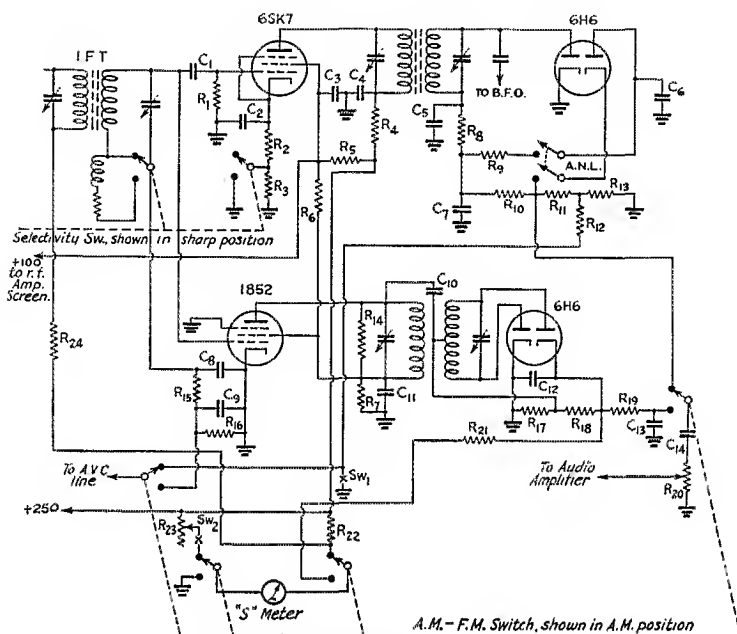 6SK7
6H6
1FT
C1
R1
C2
R2
R3
C3
C4
R4
R5
R6
C5
TO B.F.O.
C6
R8
R9
A.N.L.
R10
R11
R13
R12
C7
Selectivity Sw., shown in sharp position
+100
to r.f.
Amp.
Screen.
1852
6H6
C10
R14
R24
C8
R15
C9
R16
R7
C11
C12
R17
R18
R19
C13
C14
R21
R20
To A.V.C
line
Sw1
To Audio
Amplifier
+250
R23
Sw2
R22
"S" Meter
A.M.-F.M. Switch, shown in A.M. position